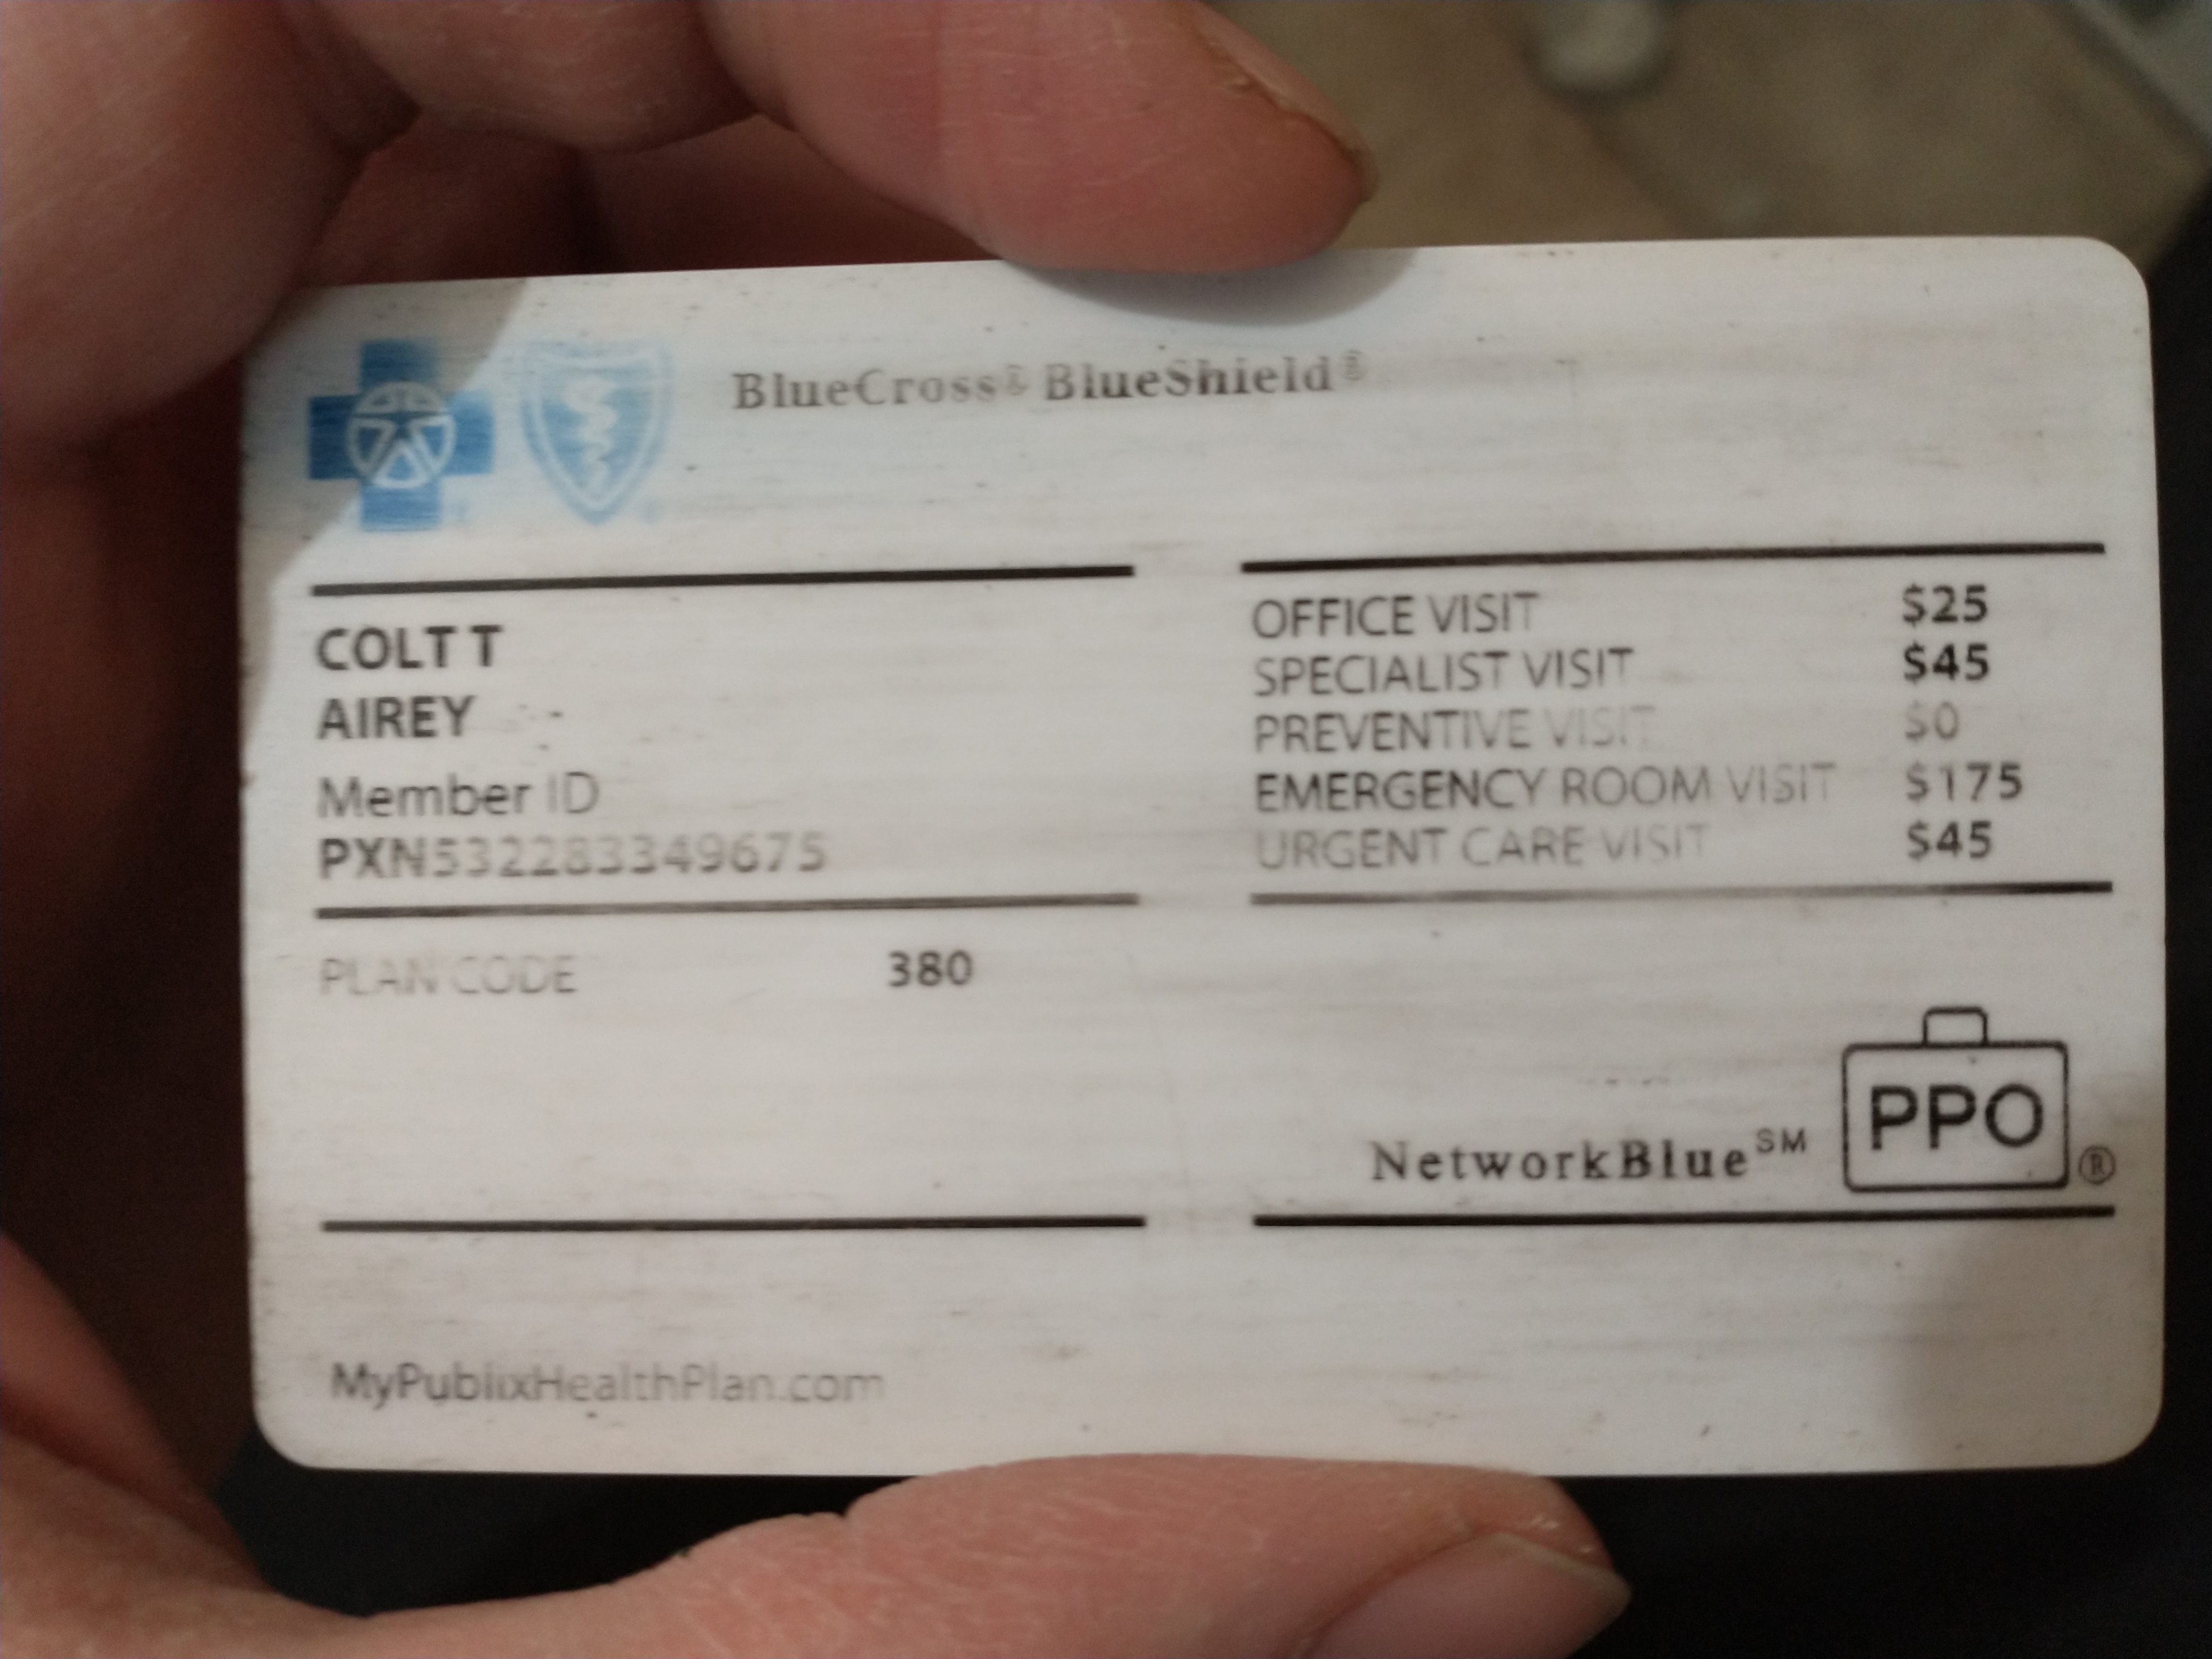 BlueCross® BlueShield®
COLT T
AIREY
Member ID
PXN532283349675
PLAN CODE 380
OFFICE VISIT $25
SPECIALIST VISIT $45
PREVENTIVE VISIT $0
EMERGENCY ROOM VISIT $175
URGENT CARE VISIT $45
NetworkBlue℠ PPO®
MyPublixHealthPlan.com